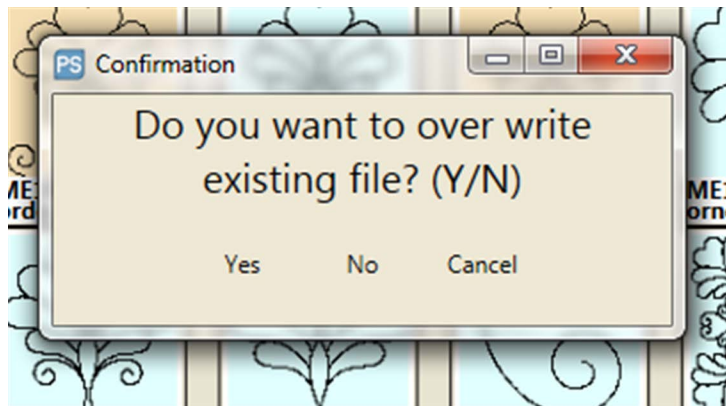 PS Confirmation
Do you want to over write
existing file? (Y/N)
Yes No Cancel